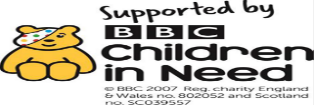 Supported by
BBC
Children
in Need
© BBC 2007 Reg. charity England
& Wales no. 802052 and Scotland
no. SC039557